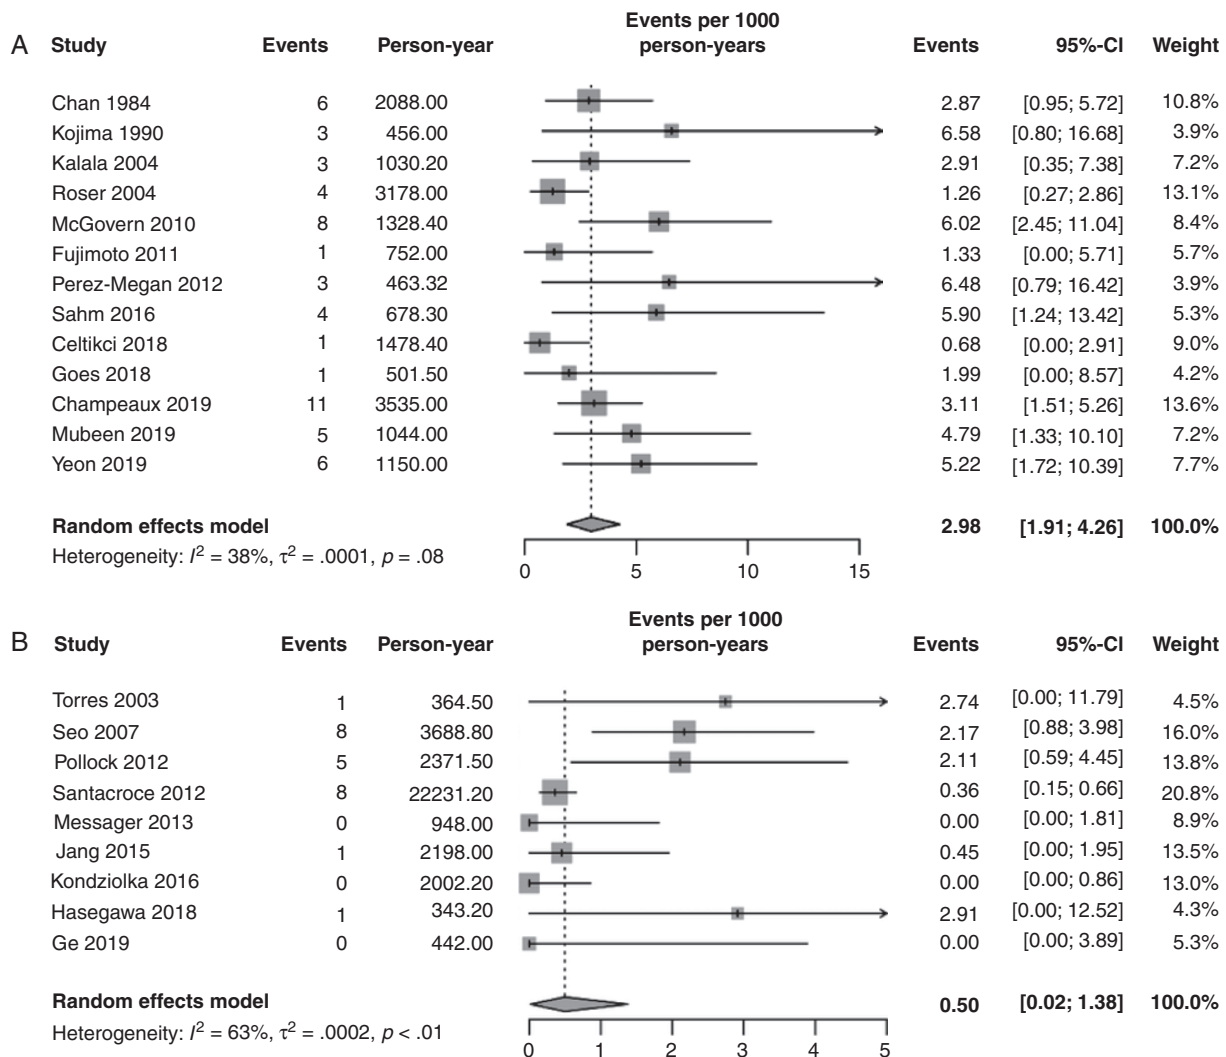 Events per 1000
A Study Events Person-year person-years Events 95%-CI Weight
Chan 1984 6 2088.00 2.87 [0.95; 5.72] 10.8%
Kojima 1990 3 456.00 6.58 [0.80; 16.68] 3.9%
Kalala 2004 3 1030.20 2.91 [0.35; 7.38] 7.2%
Roser 2004 4 3178.00 1.26 [0.27; 2.86] 13.1%
McGovern 2010 8 1328.40 6.02 [2.45; 11.04] 8.4%
Fujimoto 2011 1 752.00 1.33 [0.00; 5.71] 5.7%
Perez-Megan 2012 3 463.32 6.48 [0.79; 16.42] 3.9%
Sahm 2016 4 678.30 5.90 [1.24; 13.42] 5.3%
Celtikci 2018 1 1478.40 0.68 [0.00; 2.91] 9.0%
Goes 2018 1 501.50 1.99 [0.00; 8.57] 4.2%
Champeaux 2019 11 3535.00 3.11 [1.51; 5.26] 13.6%
Mubeen 2019 5 1044.00 4.79 [1.33; 10.10] 7.2%
Yeon 2019 6 1150.00 5.22 [1.72; 10.39] 7.7%
Random effects model 2.98 [1.91; 4.26] 100.0%
Heterogeneity: I² = 38%, τ² = .0001, p = .08
0 5 10 15
Events per 1000
B Study Events Person-year person-years Events 95%-CI Weight
Torres 2003 1 364.50 2.74 [0.00; 11.79] 4.5%
Seo 2007 8 3688.80 2.17 [0.88; 3.98] 16.0%
Pollock 2012 5 2371.50 2.11 [0.59; 4.45] 13.8%
Santacroce 2012 8 22231.20 0.36 [0.15; 0.66] 20.8%
Messager 2013 0 948.00 0.00 [0.00; 1.81] 8.9%
Jang 2015 1 2198.00 0.45 [0.00; 1.95] 13.5%
Kondziolka 2016 0 2002.20 0.00 [0.00; 0.86] 13.0%
Hasegawa 2018 1 343.20 2.91 [0.00; 12.52] 4.3%
Ge 2019 0 442.00 0.00 [0.00; 3.89] 5.3%
Random effects model 0.50 [0.02; 1.38] 100.0%
Heterogeneity: I² = 63%, τ² = .0002, p < .01
0 1 2 3 4 5